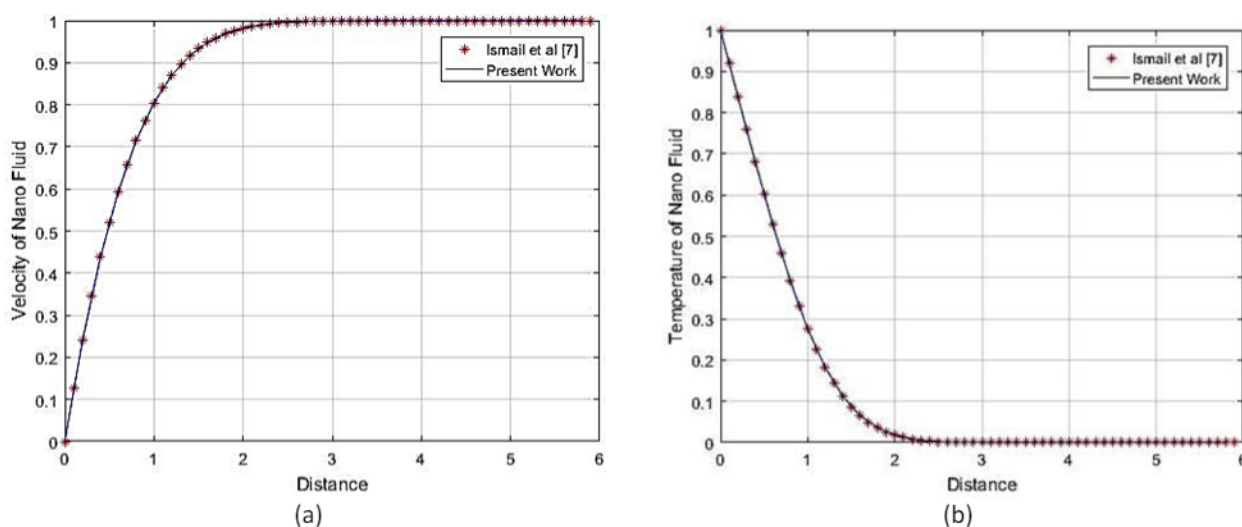 1
0.9
0.8
0.7
0.6
0.5
0.4
0.3
0.2
0.1
0
Velocity of Nano Fluid
Ismail et al [7]
Present Work
0 1 2 3 4 5 6
Distance
(a)
1
0.9
0.8
0.7
0.6
0.5
0.4
0.3
0.2
0.1
0
Temperature of Nano Fluid
Ismail et al [7]
Present Work
0 1 2 3 4 5 6
Distance
(b)